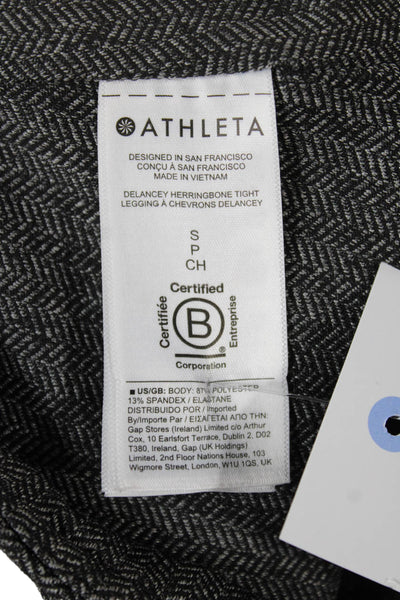 ATHLETA
DESIGNED IN SAN FRANCISCO
CONÇU À SAN FRANCISCO
MADE IN VIETNAM
DELANCEY HERRINGBONE TIGHT
LEGGING À CHEVRONS DELANCEY
S
P
CH
Certified
Certifiée
B
Entreprise
Corporation
■ US/GB: BODY: 87% POLYESTER
13% SPANDEX / ELASTANE
DISTRIBUIDO POR / Importado
By/Importe Par / ΕΙΣΑΓΕΤΑΙ ΑΠΟ ΤΗΝ:
Gap Stores (Ireland) Limited c/o Arthur
Cox, 10 Earlsfort Terrace, Dublin 2, D02
T380, Ireland; Gap (UK Holdings)
Limited, 2nd Floor Nations House, 103
Wigmore Street, London, W1U 1QS, UK